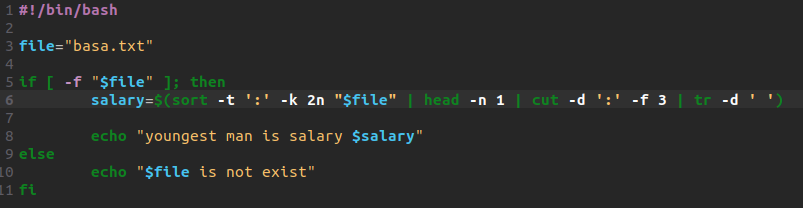 1 #!/bin/bash
2
3 file="basa.txt"
4
5 if [ -f "$file" ]; then
6         salary=$(sort -t ':' -k 2n "$file" | head -n 1 | cut -d ':' -f 3 | tr -d ' ')
7
8         echo "youngest man is salary $salary"
9 else
10         echo "$file is not exist"
11 fi